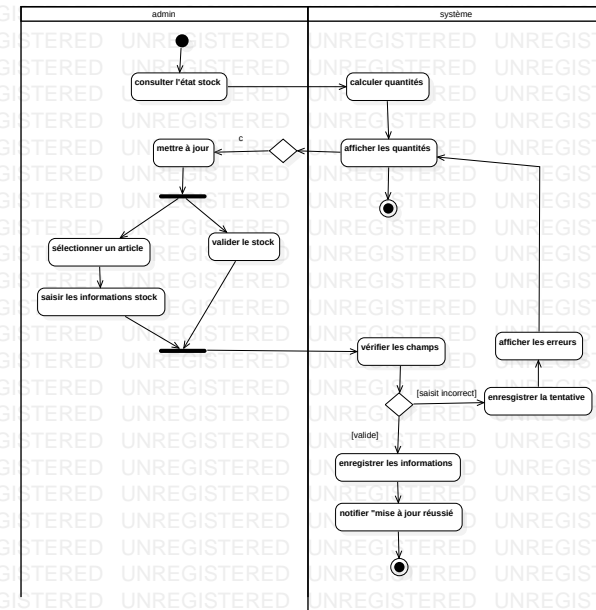 admin
système
consulter l'état stock
calculer quantités
mettre à jour
c
afficher les quantités
sélectionner un article
valider le stock
saisir les informations stock
vérifier les champs
afficher les erreurs
[saisit incorrect]
enresgistrer la tentative
[valide]
enregistrer les informations
notifier "mise à jour réussié
UNREGISTERED